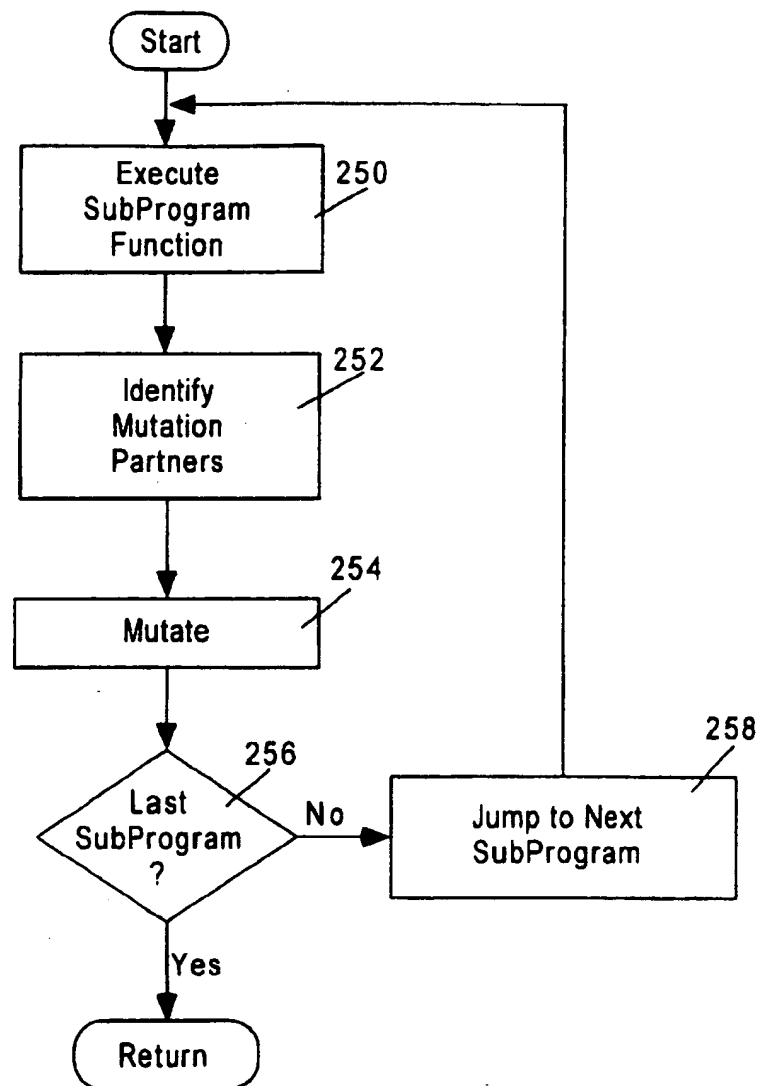 Start
Execute
SubProgram
Function
250
Identify
Mutation
Partners
252
Mutate
254
Last
SubProgram
?
256
No
Jump to Next
SubProgram
258
Yes
Return